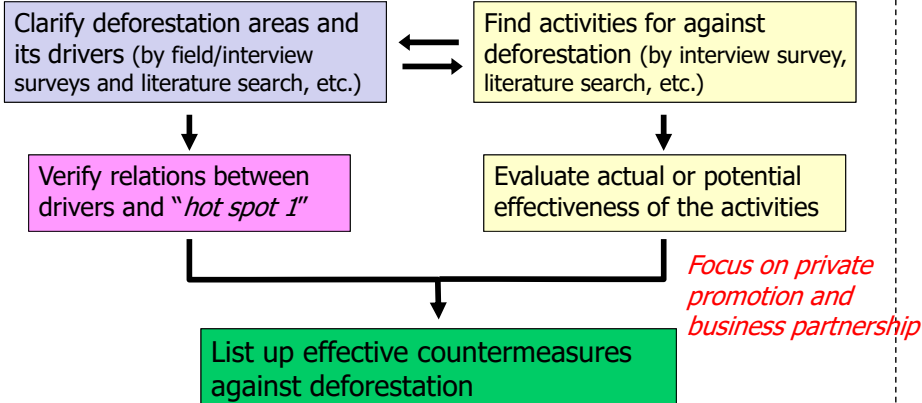 Clarify deforestation areas and
its drivers (by field/interview
surveys and literature search, etc.)
Find activities for against
deforestation (by interview survey,
literature search, etc.)
Verify relations between
drivers and “hot spot 1”
Evaluate actual or potential
effectiveness of the activities
Focus on private
promotion and
business partnership
List up effective countermeasures
against deforestation